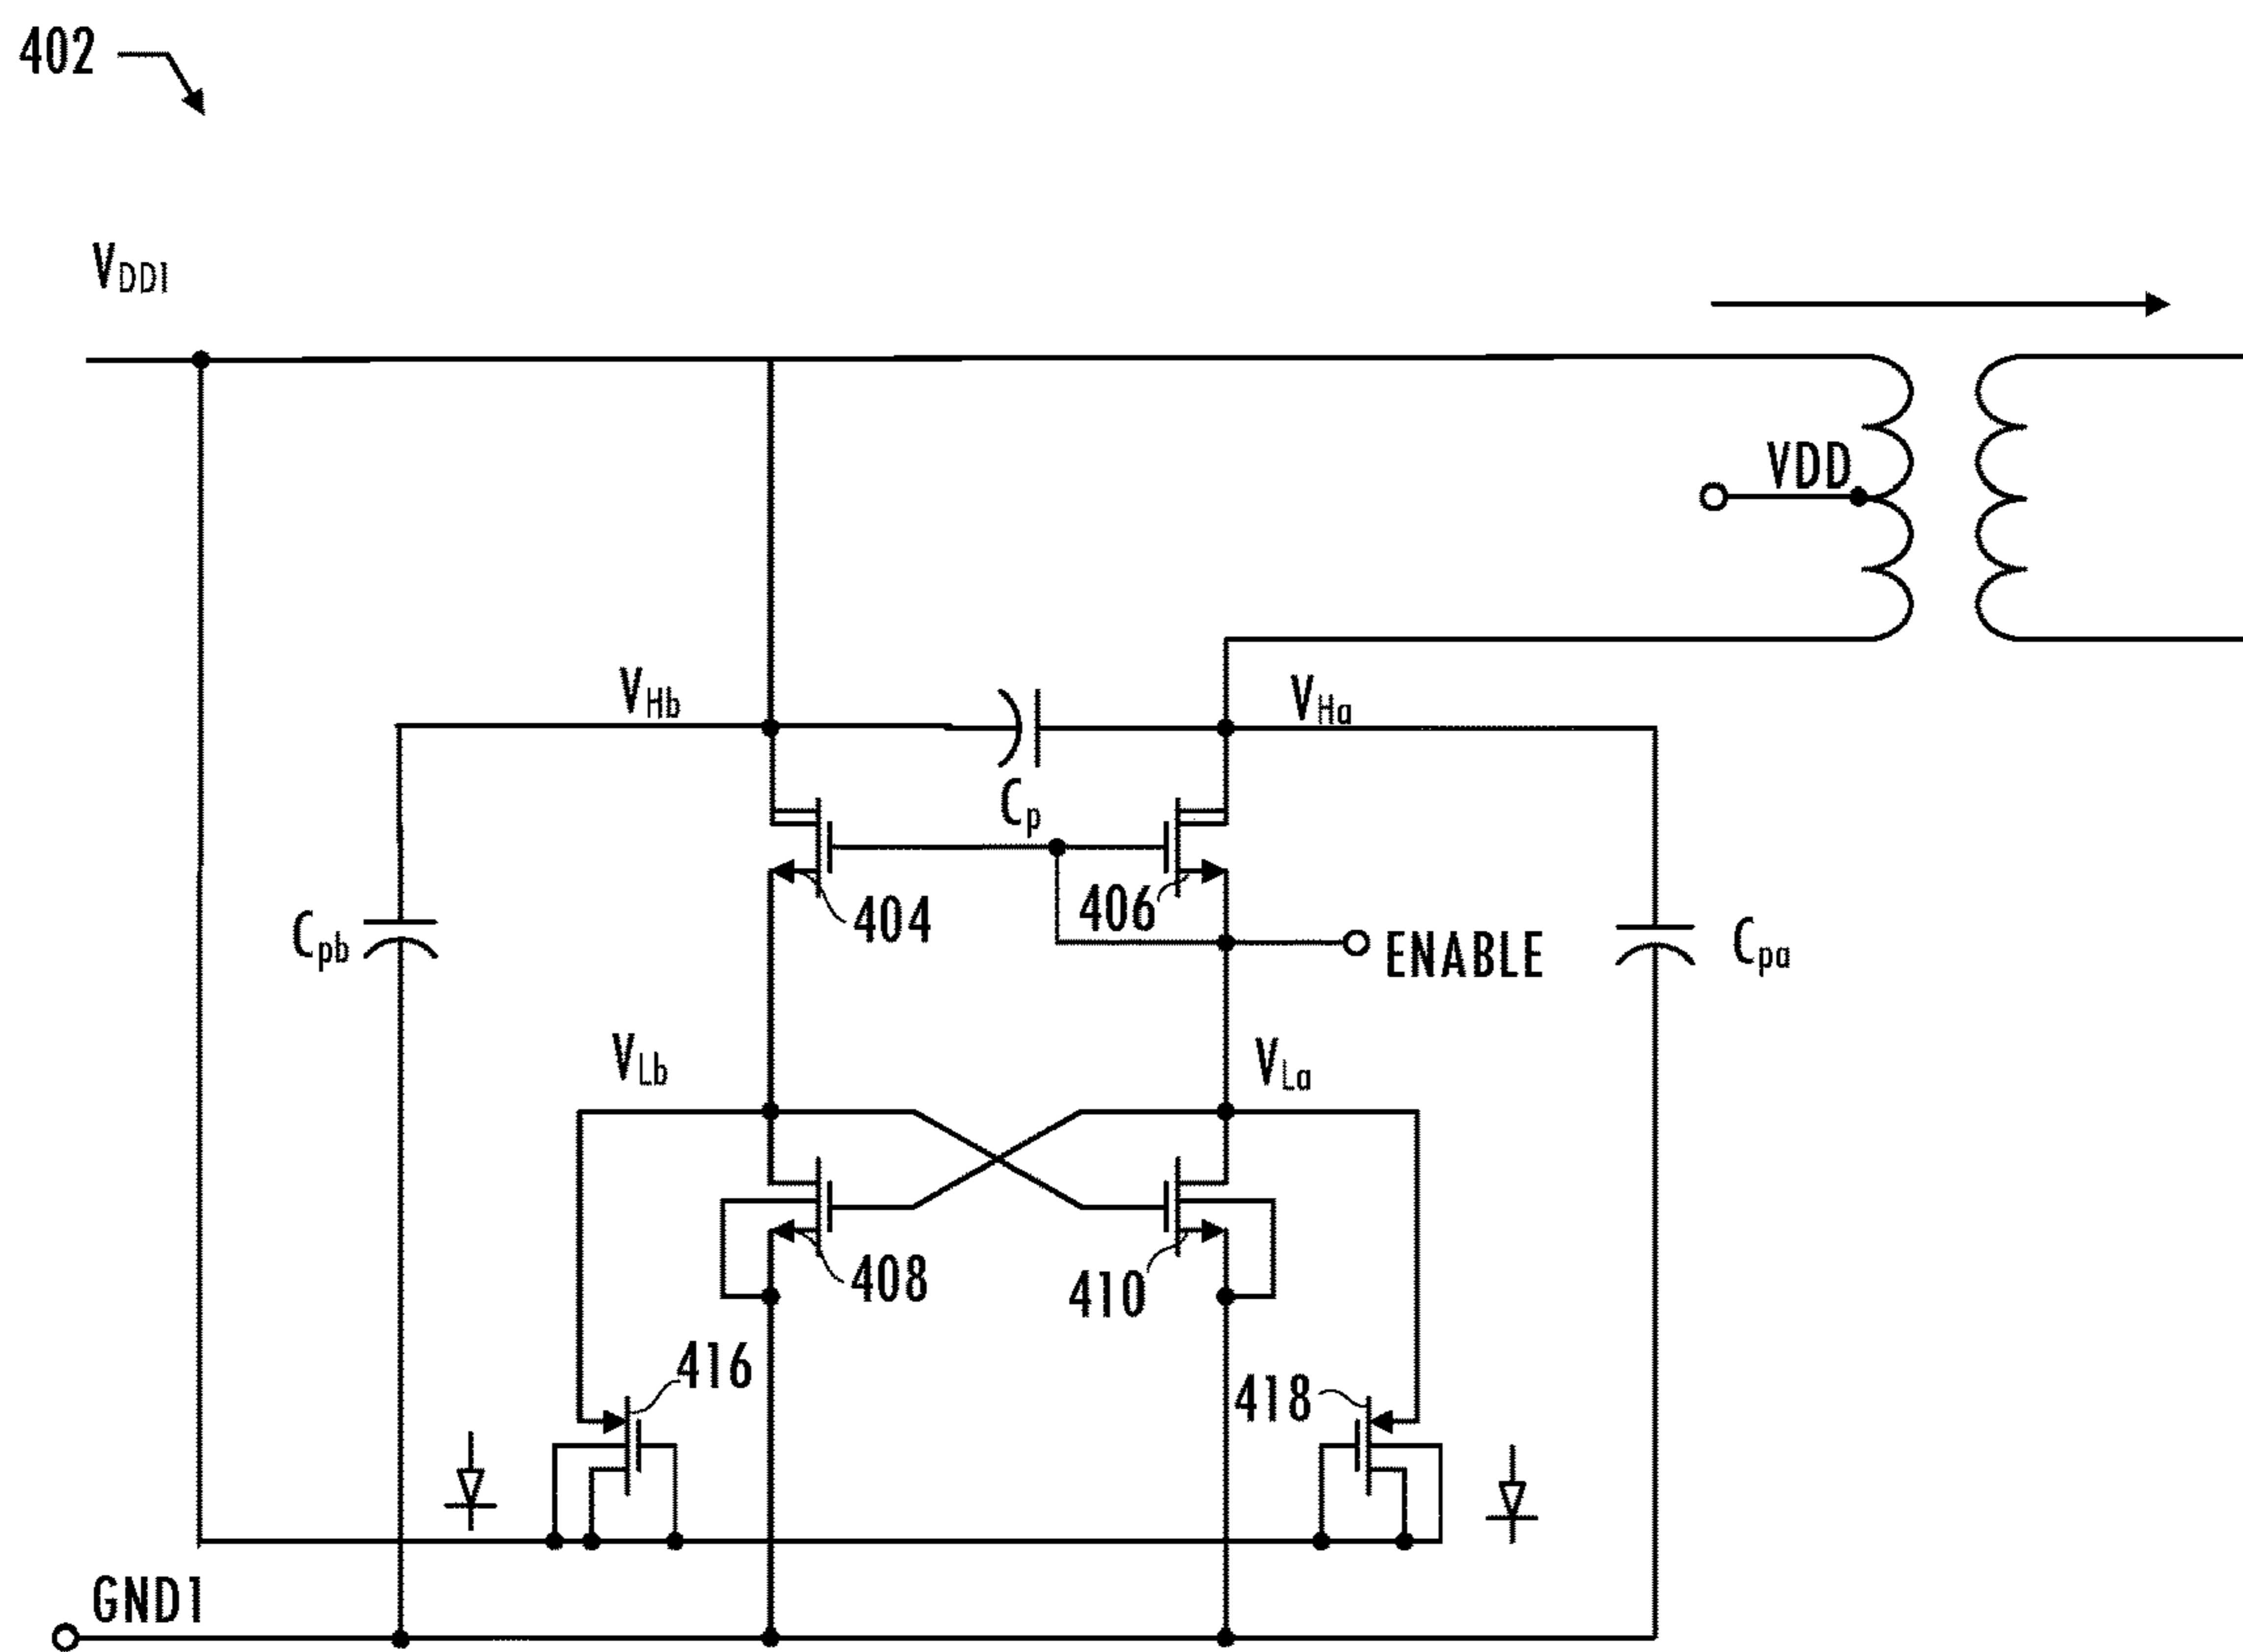 402
VDD1
VDD
VHb
VHa
Cp
404
406
Cpb
ENABLE
Cpa
VLb
VLa
408
410
416
418
GND1